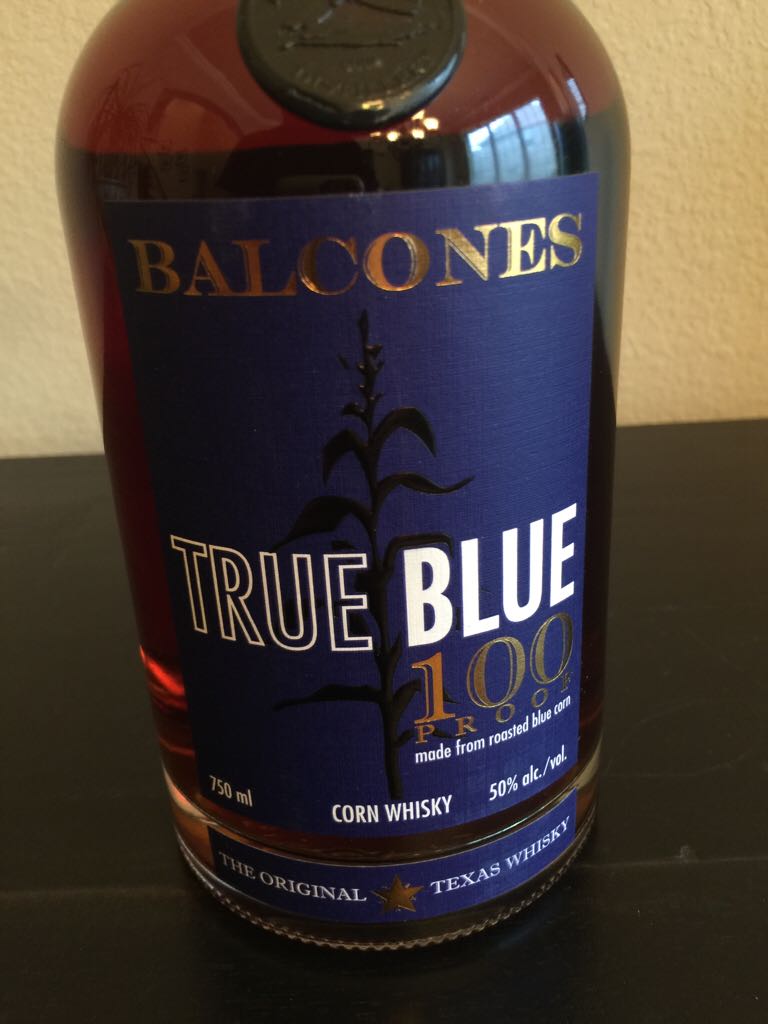 BALCONES
TRUE BLUE
100
PROOF
made from roasted blue corn
750 ml
CORN WHISKY
50% alc./vol.
THE ORIGINAL TEXAS WHISKY